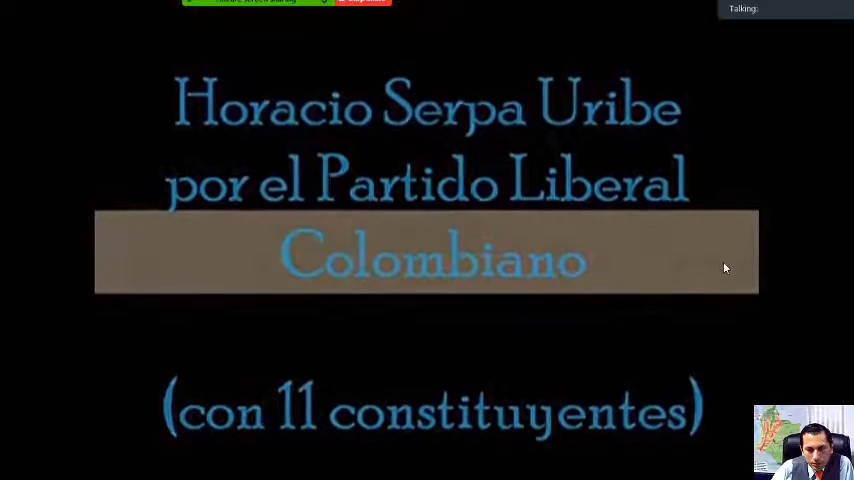 Talking:
Horacio Serpa Uribe
por el Partido Liberal
Colombiano
(con 11 constituyentes)